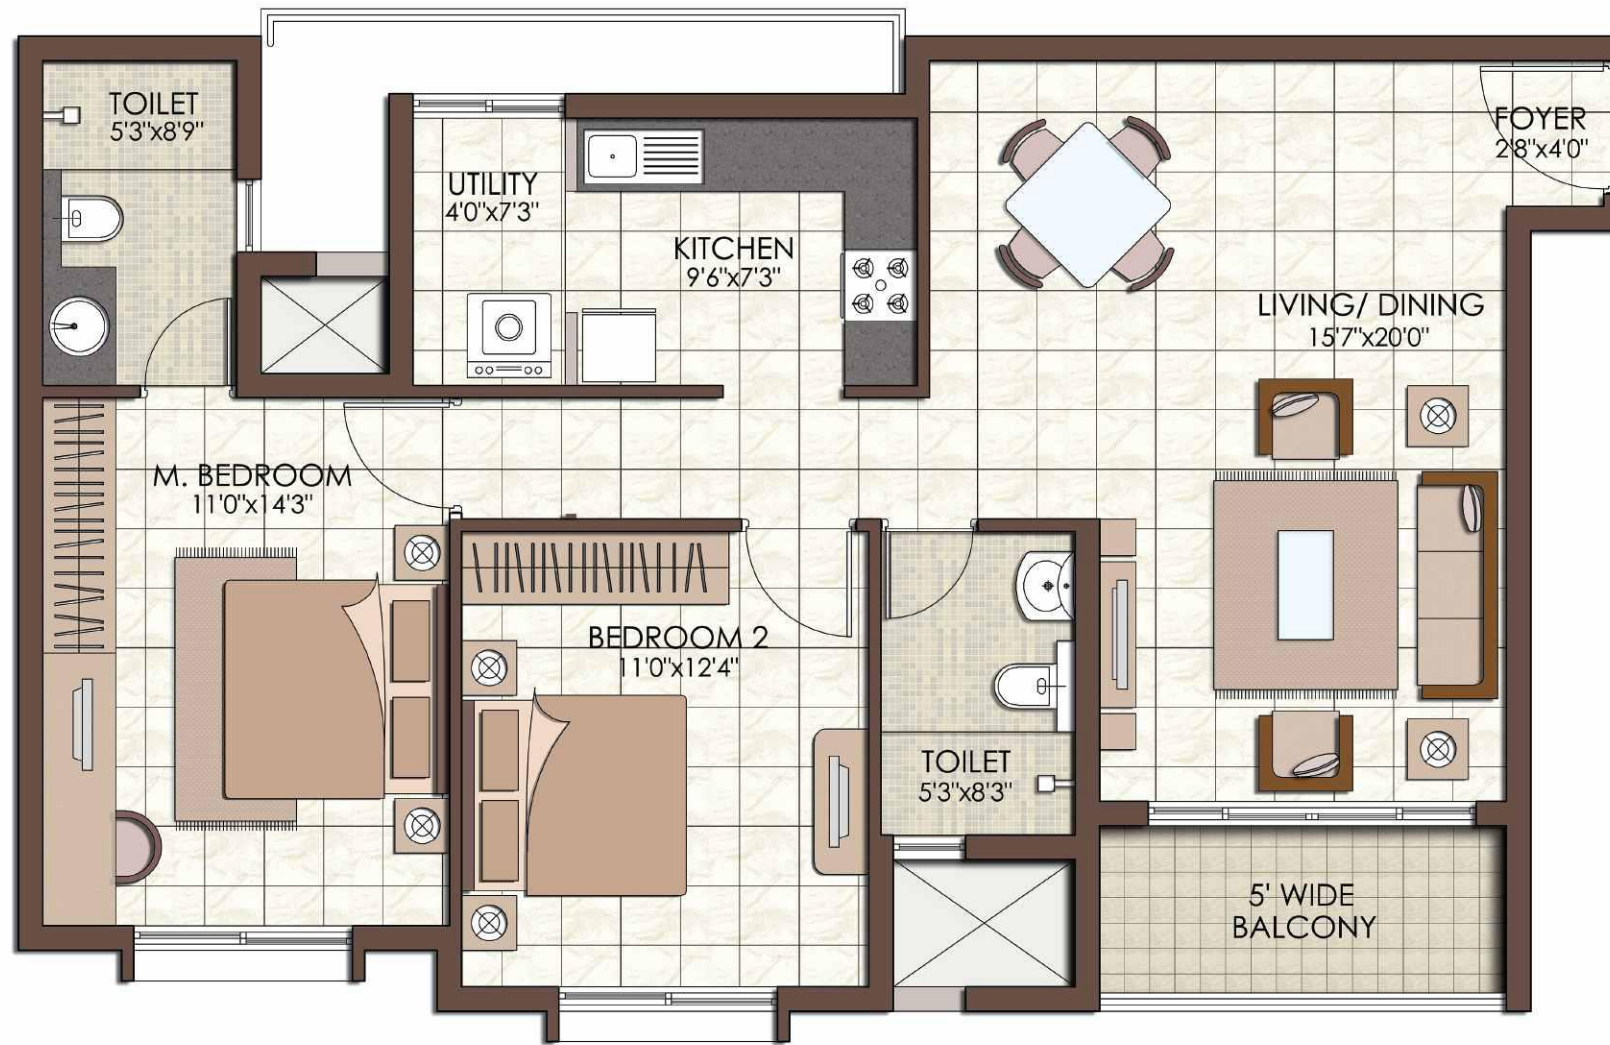 TOILET
5'3"x8'9"
UTILITY
4'0"x7'3"
KITCHEN
9'6"x7'3"
FOYER
2'8"x4'0"
LIVING/ DINING
15'7"x20'0"
M. BEDROOM
11'0"x14'3"
BEDROOM 2
11'0"x12'4"
TOILET
5'3"x8'3"
5' WIDE
BALCONY